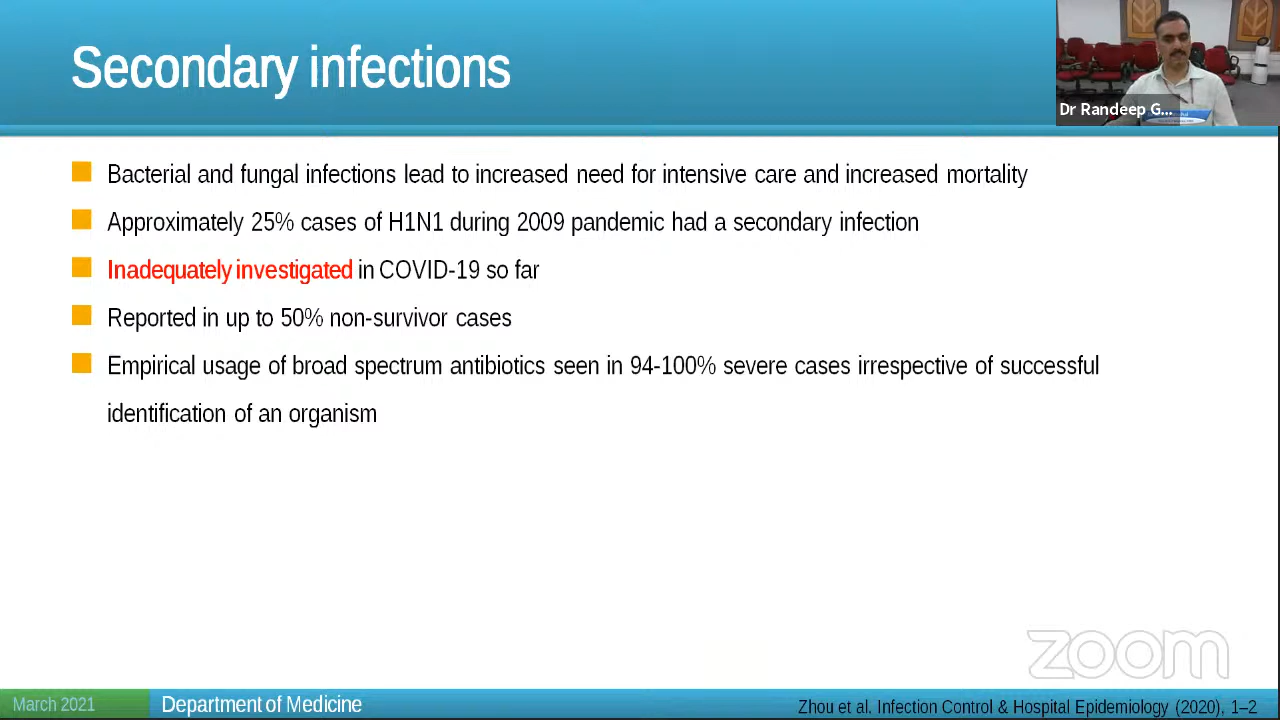 Secondary infections
Dr Randeep G...
Bacterial and fungal infections lead to increased need for intensive care and increased mortality
Approximately 25% cases of H1N1 during 2009 pandemic had a secondary infection
Inadequately investigated in COVID-19 so far
Reported in up to 50% non-survivor cases
Empirical usage of broad spectrum antibiotics seen in 94-100% severe cases irrespective of successful
identification of an organism
zoom
March 2021
Department of Medicine
Zhou et al. Infection Control & Hospital Epidemiology (2020), 1–2